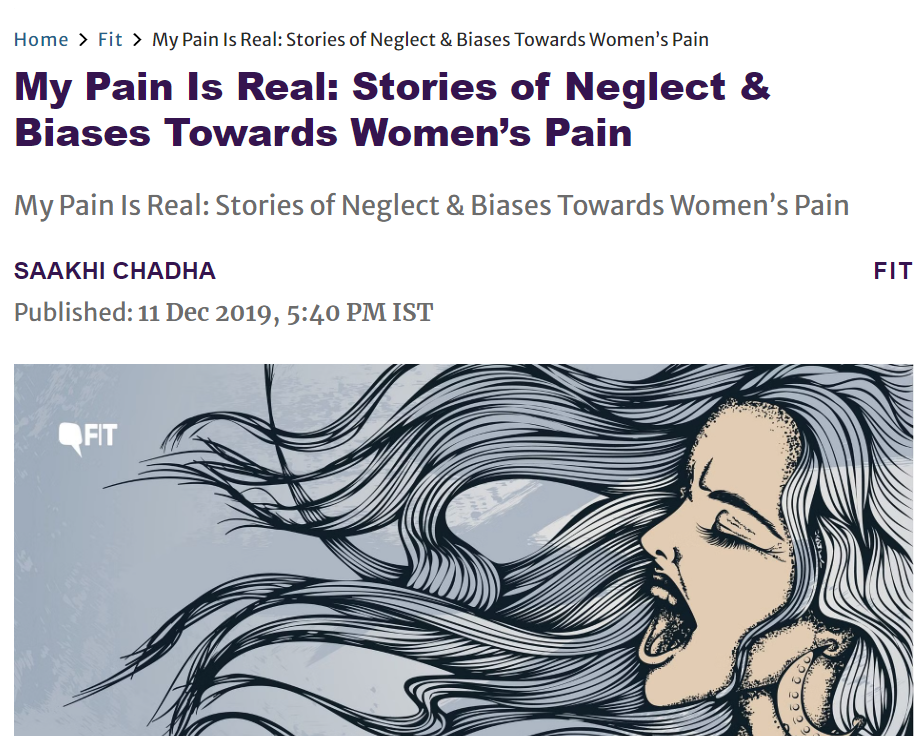 Home > Fit > My Pain Is Real: Stories of Neglect & Biases Towards Women’s Pain
My Pain Is Real: Stories of Neglect &
Biases Towards Women’s Pain
My Pain Is Real: Stories of Neglect & Biases Towards Women’s Pain
SAAKHI CHADHA
FIT
Published: 11 Dec 2019, 5:40 PM IST
FIT